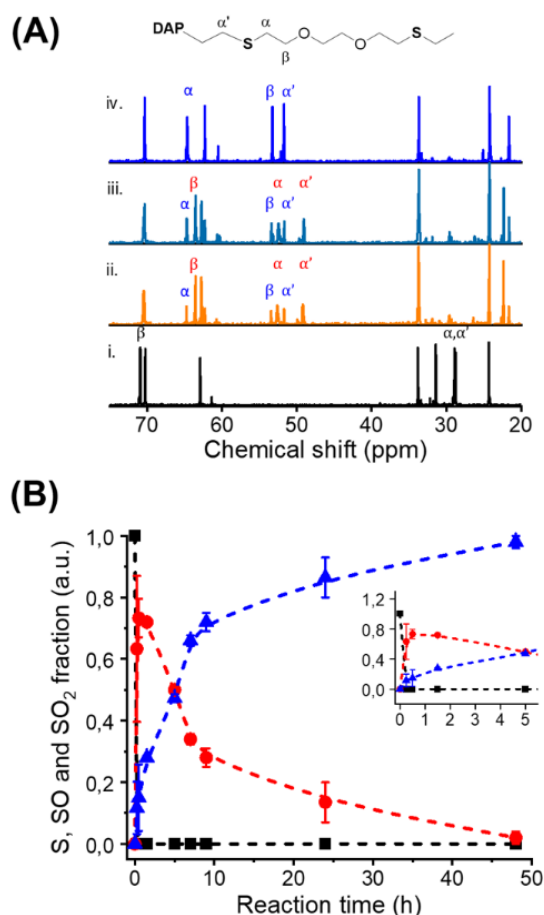 (A)
DAP
α'
S
α
β
O
O
S
iv.
α
β
α'
iii.
β
α
α'
α
β
α'
ii.
β
α
α'
α
β
α'
i.
β
α,α'
70 60 50 40 30 20
Chemical shift (ppm)
(B)
S, SO and SO₂ fraction (a.u.)
1,0
0,8
0,6
0,4
0,2
0,0
0 10 20 30 40 50
Reaction time (h)
1,2
0,8
0,4
0,0
0 1 2 3 4 5